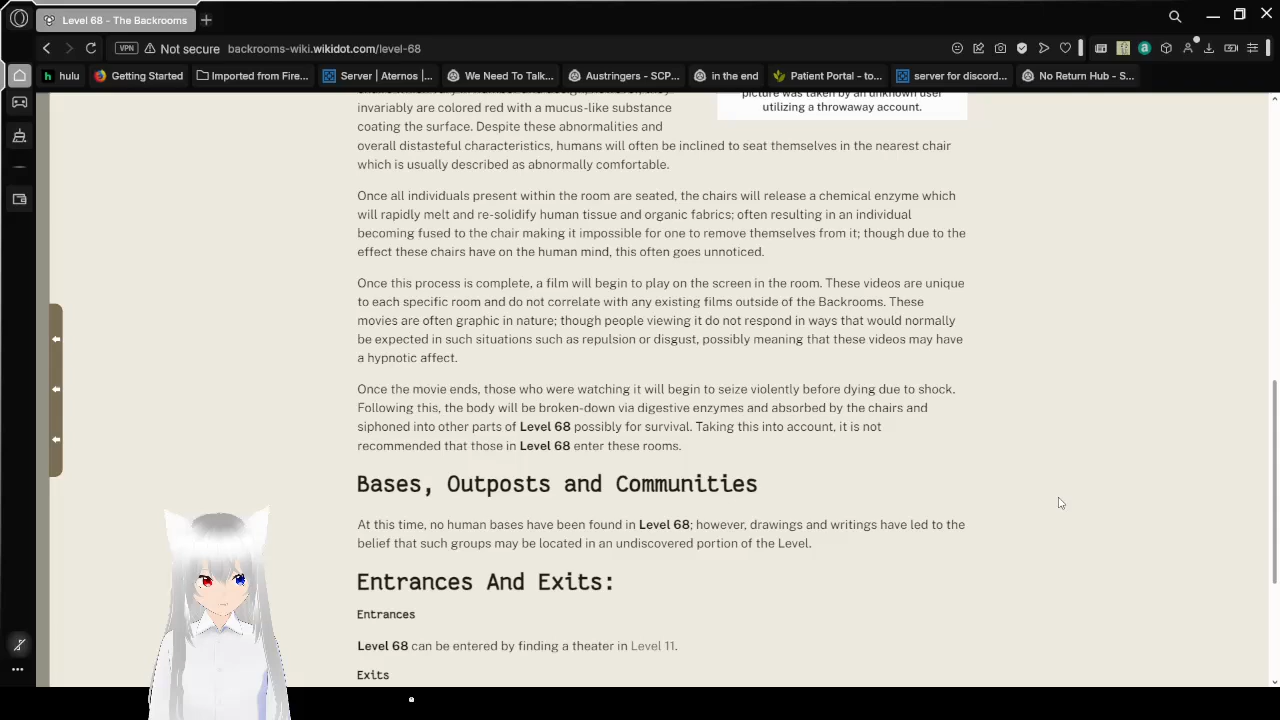 Level 68 - The Backrooms
VPN Not secure backrooms-wiki.wikidot.com/level-68
hulu Getting Started Imported from Fire... Server | Aternos |... We Need To Talk... Austringers - SCP... in the end Patient Portal - to... server for discord... No Return Hub - S...
picture was taken by an unknown user
utilizing a throwaway account.
invariably are colored red with a mucus-like substance
coating the surface. Despite these abnormalities and
overall distasteful characteristics, humans will often be inclined to seat themselves in the nearest chair
which is usually described as abnormally comfortable.
Once all individuals present within the room are seated, the chairs will release a chemical enzyme which
will rapidly melt and re-solidify human tissue and organic fabrics; often resulting in an individual
becoming fused to the chair making it impossible for one to remove themselves from it; though due to the
effect these chairs have on the human mind, this often goes unnoticed.
Once this process is complete, a film will begin to play on the screen in the room. These videos are unique
to each specific room and do not correlate with any existing films outside of the Backrooms. These
movies are often graphic in nature; though people viewing it do not respond in ways that would normally
be expected in such situations such as repulsion or disgust, possibly meaning that these videos may have
a hypnotic affect.
Once the movie ends, those who were watching it will begin to seize violently before dying due to shock.
Following this, the body will be broken-down via digestive enzymes and absorbed by the chairs and
siphoned into other parts of Level 68 possibly for survival. Taking this into account, it is not
recommended that those in Level 68 enter these rooms.
Bases, Outposts and Communities
At this time, no human bases have been found in Level 68; however, drawings and writings have led to the
belief that such groups may be located in an undiscovered portion of the Level.
Entrances And Exits:
Entrances
Level 68 can be entered by finding a theater in Level 11.
Exits